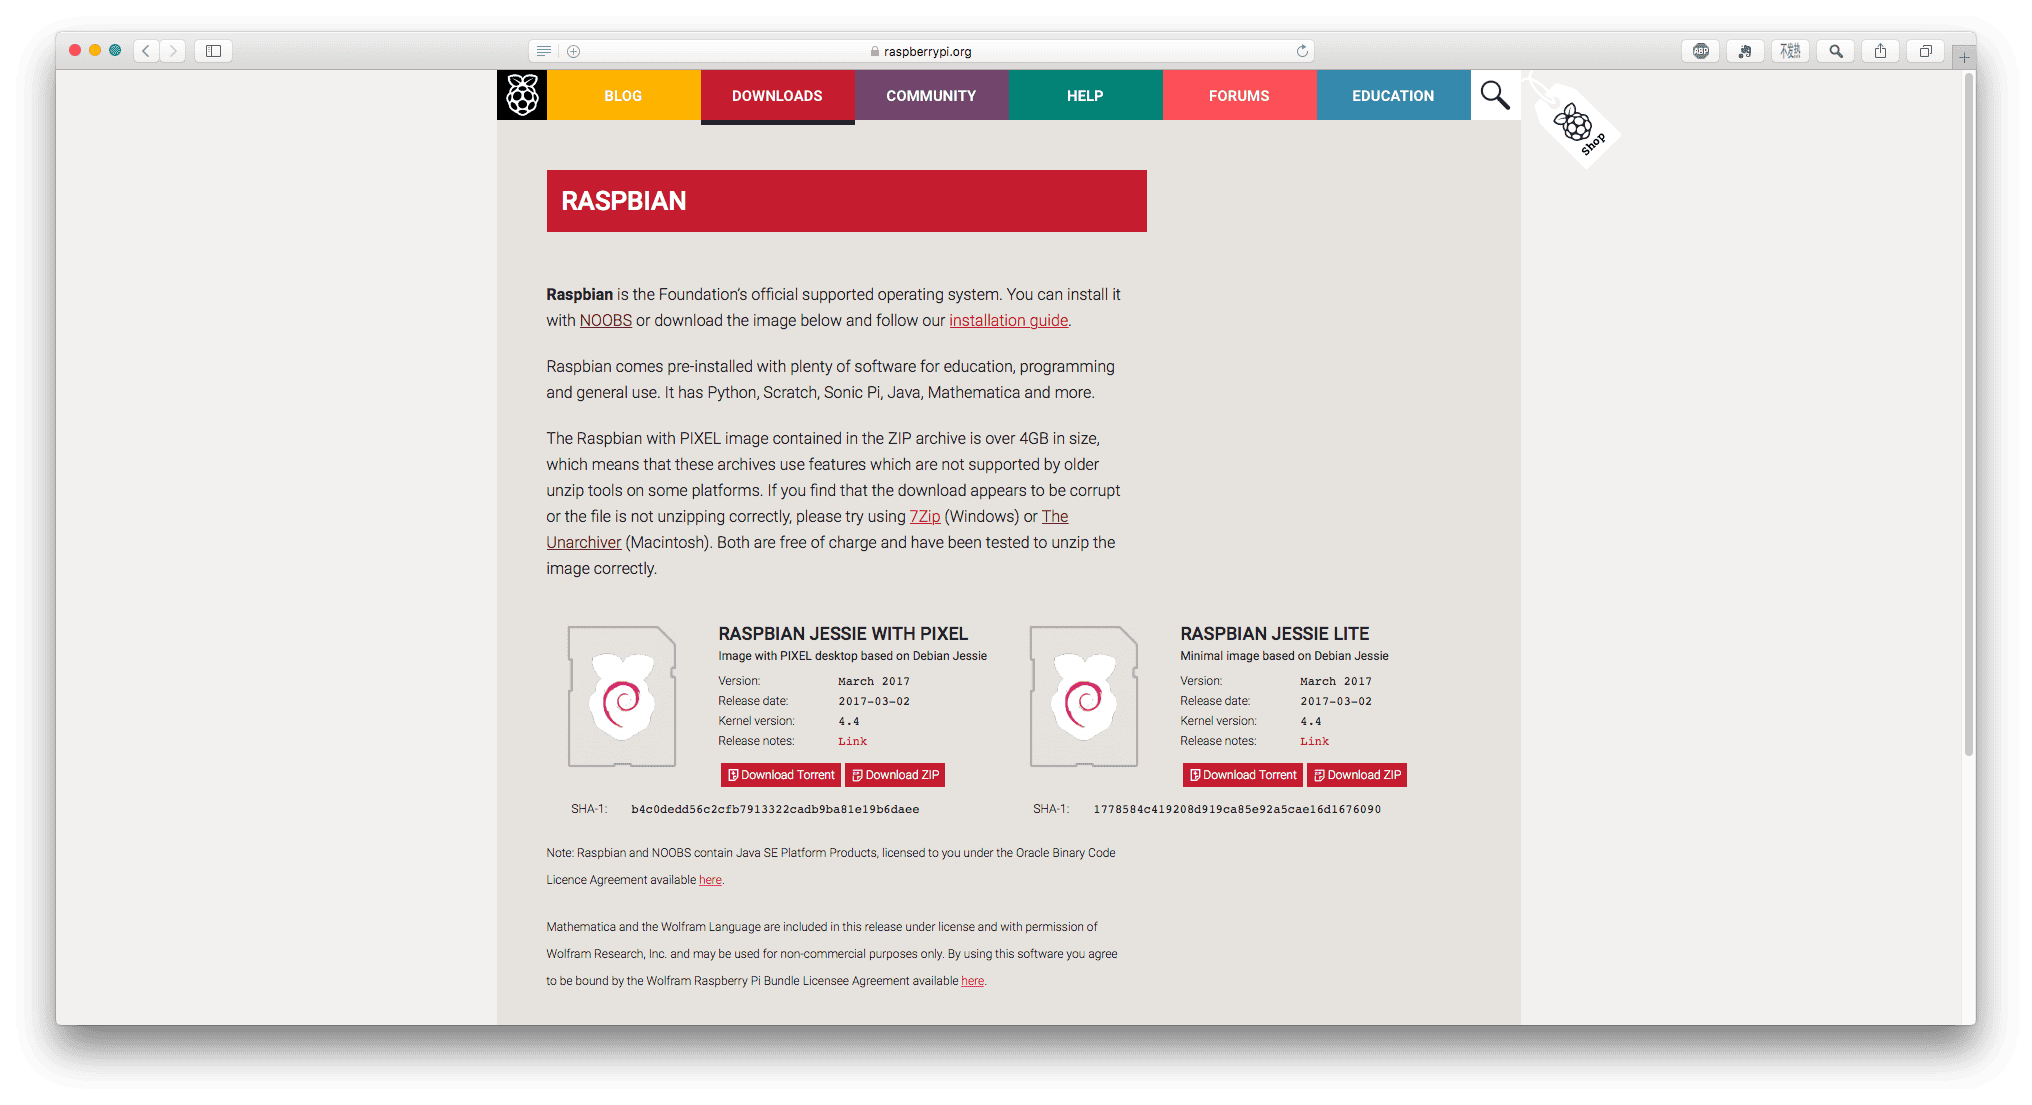 raspberrypi.org
ABP
不发热
BLOG DOWNLOADS COMMUNITY HELP FORUMS EDUCATION
Shop
RASPBIAN
Raspbian is the Foundation's official supported operating system. You can install it
with NOOBS or download the image below and follow our installation guide.
Raspbian comes pre-installed with plenty of software for education, programming
and general use. It has Python, Scratch, Sonic Pi, Java, Mathematica and more.
The Raspbian with PIXEL image contained in the ZIP archive is over 4GB in size,
which means that these archives use features which are not supported by older
unzip tools on some platforms. If you find that the download appears to be corrupt
or the file is not unzipping correctly, please try using 7Zip (Windows) or The
Unarchiver (Macintosh). Both are free of charge and have been tested to unzip the
image correctly.
RASPBIAN JESSIE WITH PIXEL
Image with PIXEL desktop based on Debian Jessie
Version: March 2017
Release date: 2017-03-02
Kernel version: 4.4
Release notes: Link
Download Torrent Download ZIP
SHA-1: b4c0dedd56c2cfb7913322cadb9ba81e19b6daee
RASPBIAN JESSIE LITE
Minimal image based on Debian Jessie
Version: March 2017
Release date: 2017-03-02
Kernel version: 4.4
Release notes: Link
Download Torrent Download ZIP
SHA-1: 1778584c419208d919ca85e92a5cae16d1676090
Note: Raspbian and NOOBS contain Java SE Platform Products, licensed to you under the Oracle Binary Code
Licence Agreement available here.
Mathematica and the Wolfram Language are included in this release under license and with permission of
Wolfram Research, Inc. and may be used for non-commercial purposes only. By using this software you agree
to be bound by the Wolfram Raspberry Pi Bundle Licensee Agreement available here.